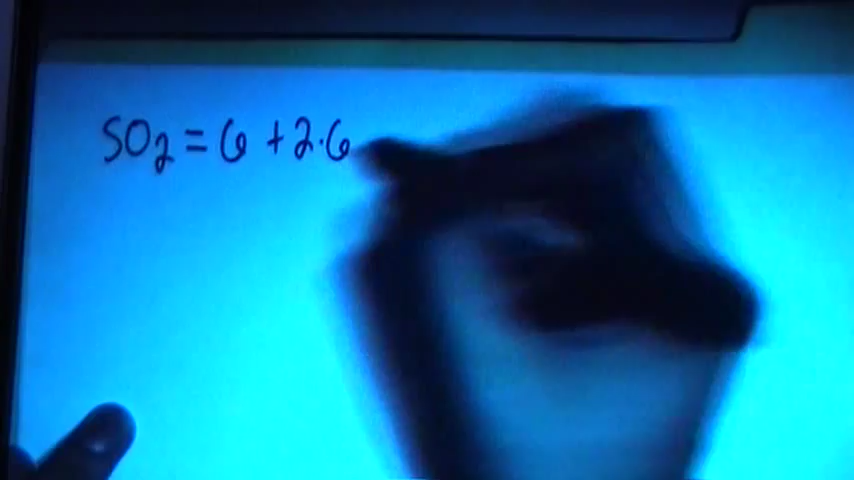 SO₂ = 6 + 2·6